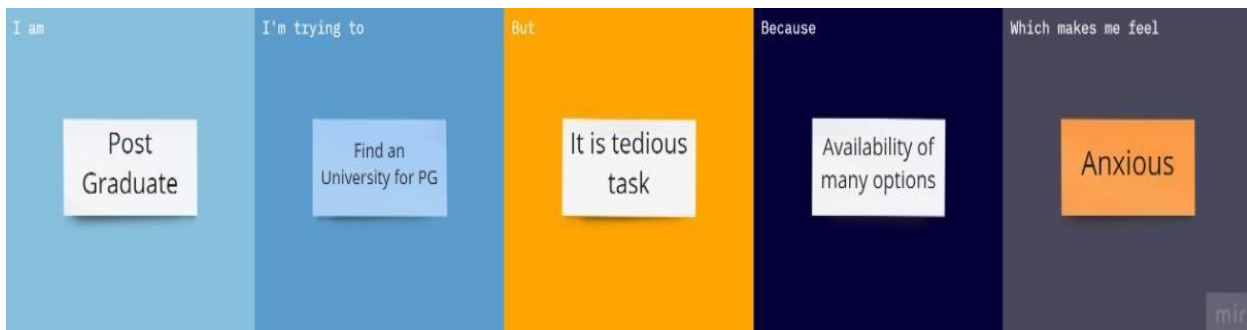 I am
Post
Graduate
I'm trying to
Find an
University for PG
But
It is tedious
task
Because
Availability of
many options
Which makes me feel
Anxious
mir